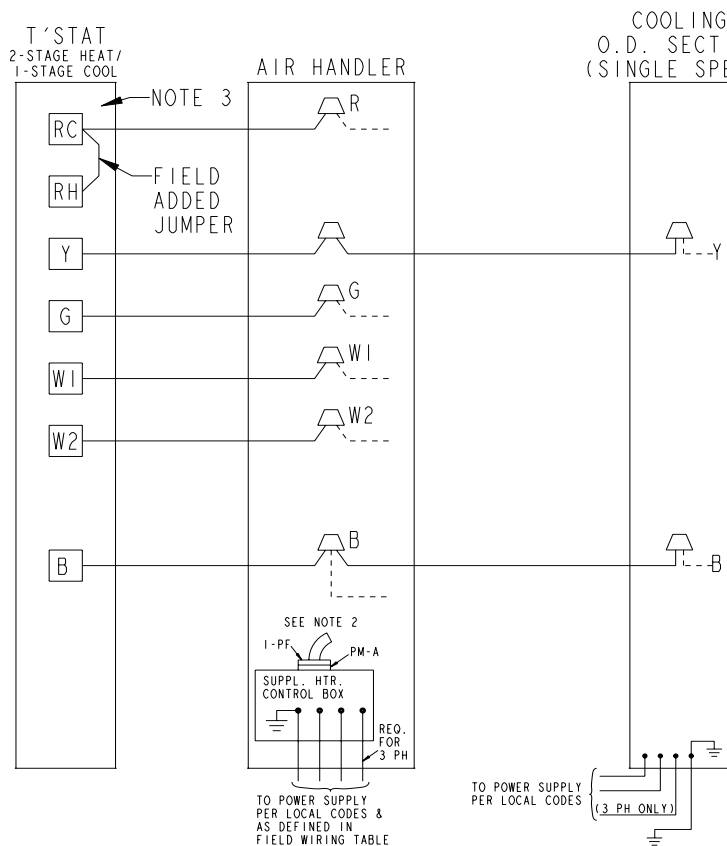 T'STAT
2-STAGE HEAT/
1-STAGE COOL
AIR HANDLER
COOLING
O.D. SECT
(SINGLE SPE
NOTE 3
RC
R
RH
FIELD
ADDED
JUMPER
Y
Y
G
G
W1
W1
W2
W2
B
B
B
SEE NOTE 2
1-PF
PM-A
SUPPL. HTR.
CONTROL BOX
REQ.
FOR
3 PH
TO POWER SUPPLY
PER LOCAL CODES &
AS DEFINED IN
FIELD WIRING TABLE
TO POWER SUPPLY
PER LOCAL CODES
(3 PH ONLY)